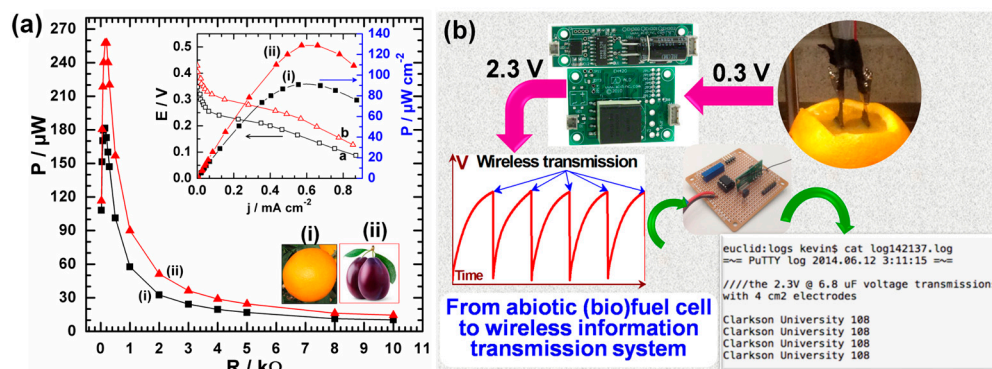 (a)
270
240
210
180
150
120
90
60
30
0
P / µW
0 1 2 3 4 5 6 7 8 9 10 11
R / kΩ
(ii)
(i)
0.5
0.4
0.3
0.2
0.1
0.0
E / V
0.0 0.2 0.4 0.6 0.8
j / mA cm-2
140
120
100
80
60
40
20
0
P / µW cm-2
(ii)
(i)
b
a
(i)
(ii)
(b)
2.3 V
0.3 V
Wireless transmission
V
Time
From abiotic (bio)fuel cell
to wireless information
transmission system
euclid:logs kevin$ cat log142137.log
=~= PuTTY log 2014.06.12 3:11:15 =~=
////the 2.3V @ 6.8 uF voltage transmission
with 4 cm2 electrodes
Clarkson University 108
Clarkson University 108
Clarkson University 108
Clarkson University 108